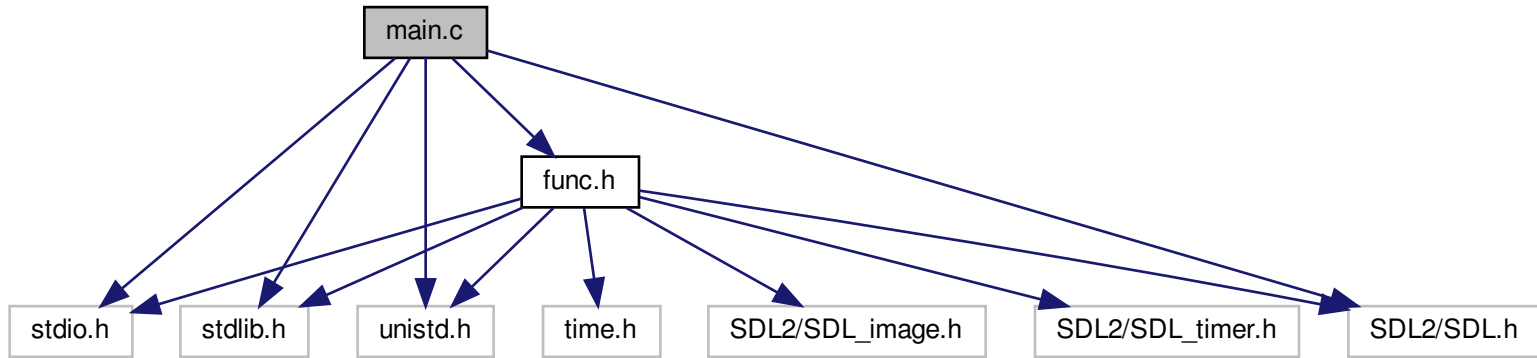 main.c
func.h
stdio.h
stdlib.h
unistd.h
time.h
SDL2/SDL_image.h
SDL2/SDL_timer.h
SDL2/SDL.h